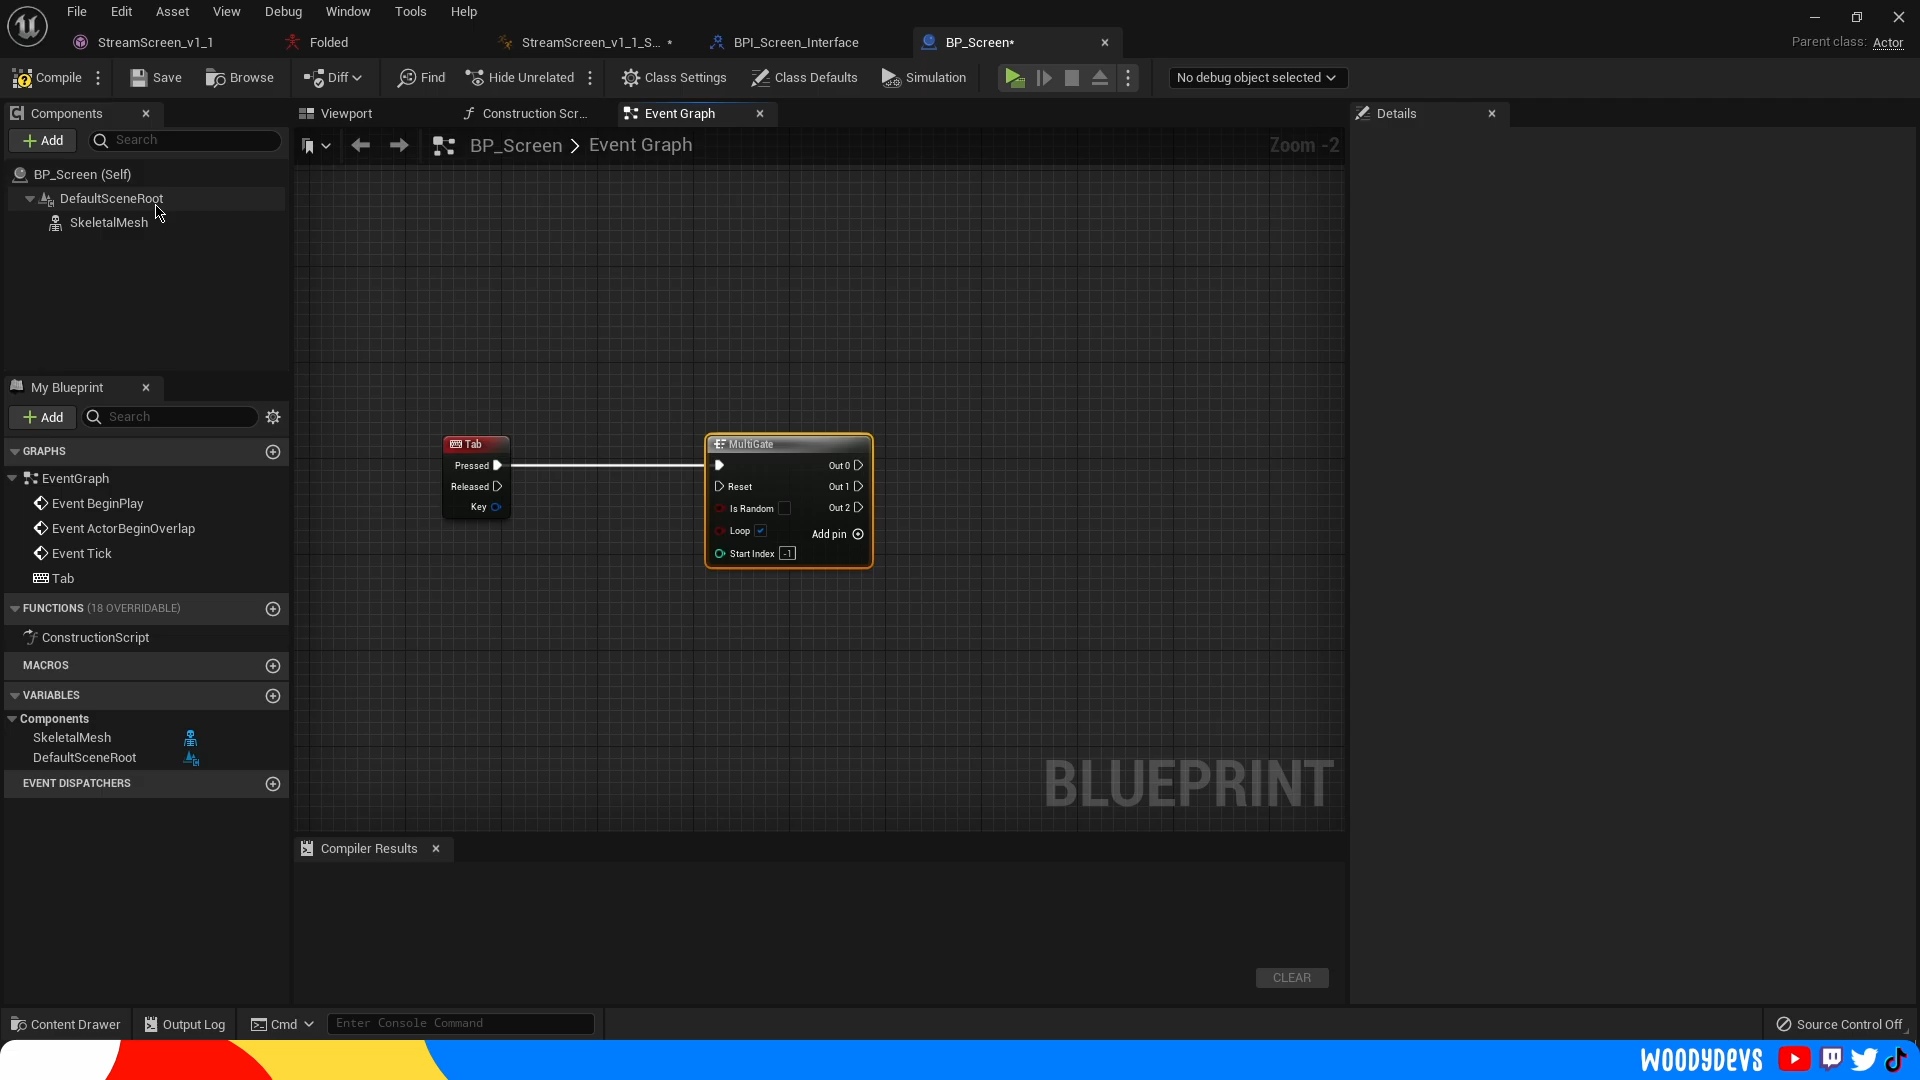 File Edit Asset View Debug Window Tools Help
StreamScreen_v1_1 Folded StreamScreen_v1_1_S... * BPI_Screen_Interface BP_Screen* Parent class: Actor
Compile Save Browse Diff Find Hide Unrelated Class Settings Class Defaults Simulation No debug object selected
Components Viewport Construction Scr... Event Graph Details
Add Search BP_Screen > Event Graph Zoom -2
BP_Screen (Self)
DefaultSceneRoot
SkeletalMesh
My Blueprint
Add Search
GRAPHS
EventGraph
Event BeginPlay
Event ActorBeginOverlap
Event Tick
Tab
FUNCTIONS (18 OVERRIDABLE)
ConstructionScript
MACROS
VARIABLES
Components
SkeletalMesh
DefaultSceneRoot
EVENT DISPATCHERS
Tab
Pressed
Released
Key
MultiGate
Out 0
Reset Out 1
Is Random Out 2
Loop Add pin
Start Index -1
BLUEPRINT
Compiler Results
CLEAR
Content Drawer Output Log Cmd Enter Console Command Source Control Off
WOODYDEVS